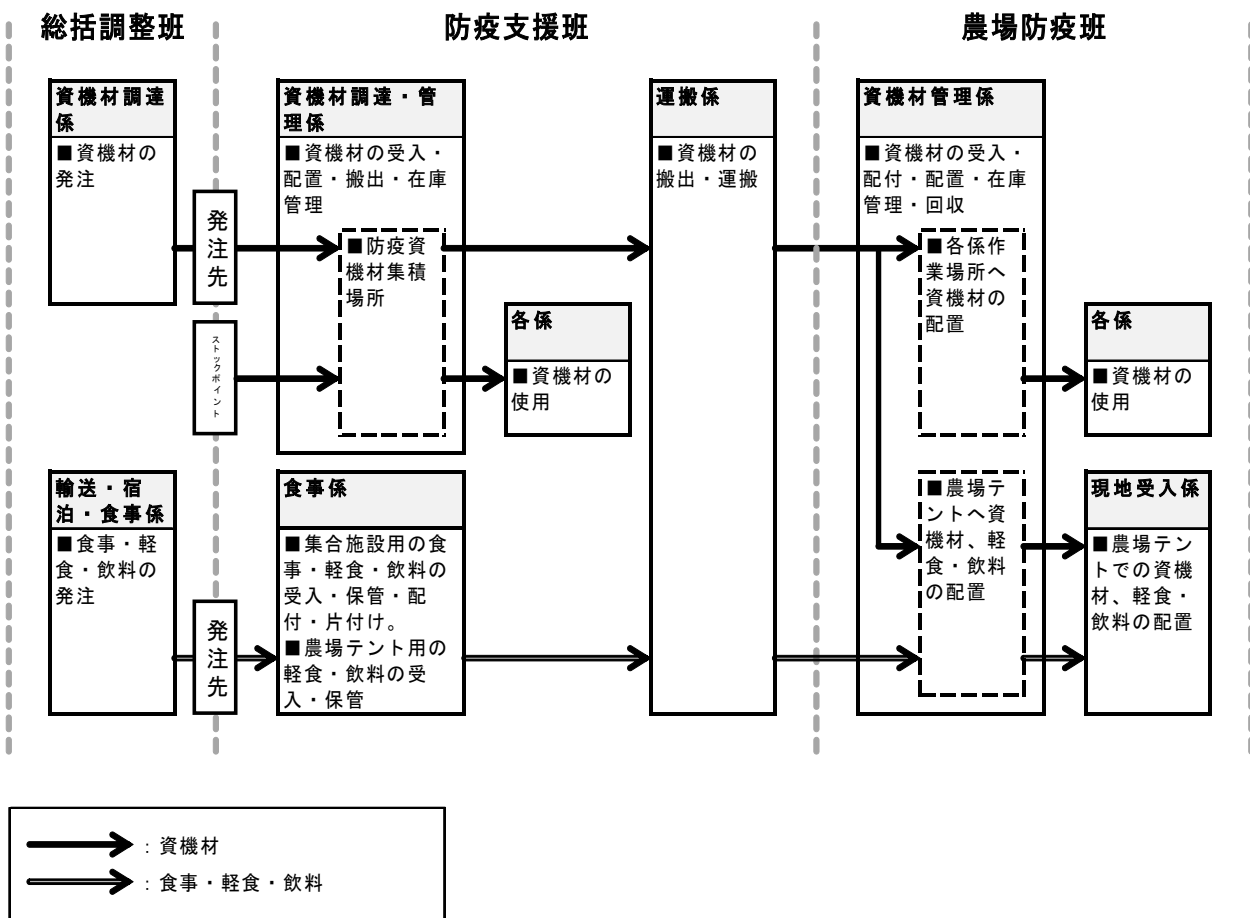 総括調整班
防疫支援班
農場防疫班
資機材調達
係
■資機材の
発注
発注先
ストックポイント
資機材調達・管
理係
■資機材の受入・
配置・搬出・在庫
管理
■防疫資
機材集積
場所
各係
■資機材の
使用
運搬係
■資機材の
搬出・運搬
資機材管理係
■資機材の受入・
配付・配置・在庫
管理・回収
■各係作
業場所へ
資機材の
配置
各係
■資機材の
使用
輸送・宿
泊・食事係
■食事・軽
食・飲料の
発注
発注先
食事係
■集合施設用の食
事・軽食・飲料の
受入・保管・配
付・片付け。
■農場テント用の
軽食・飲料の受
入・保管
■農場テ
ントへ資
機材、軽
食・飲料
の配置
現地受入係
■農場テン
トでの資機
材、軽食・
飲料の配置
：資機材
：食事・軽食・飲料